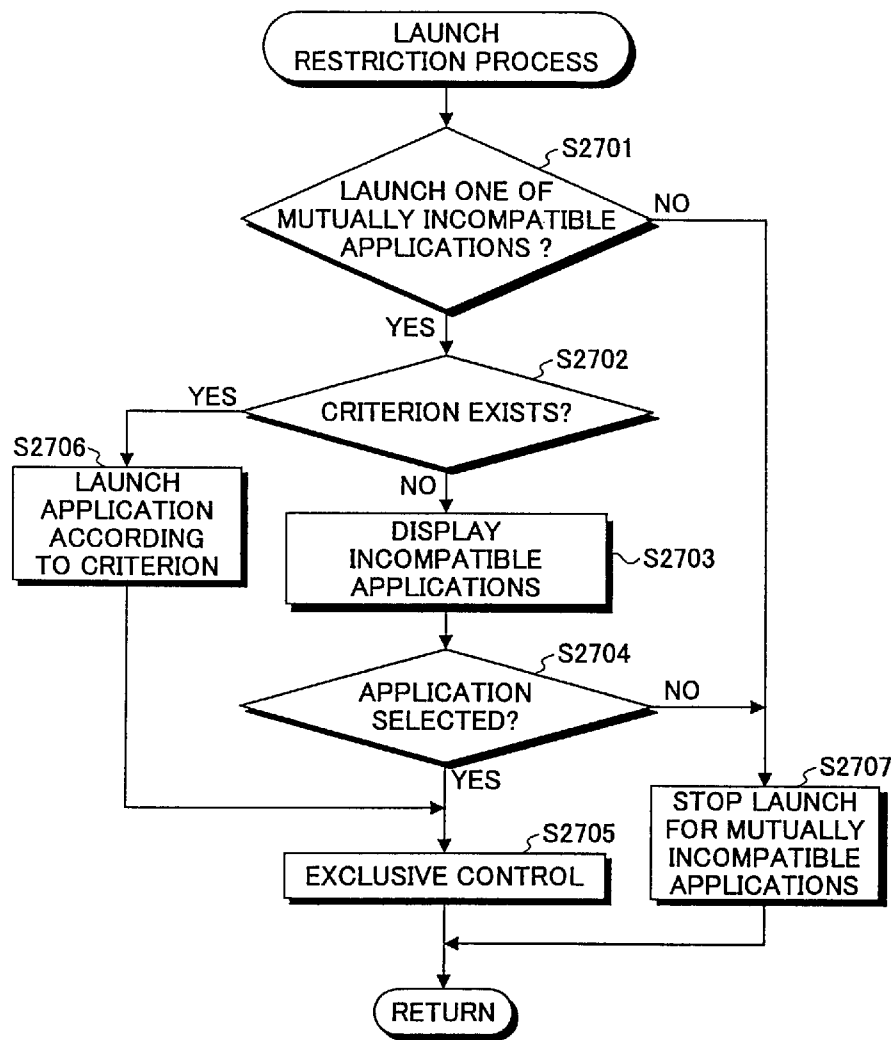 LAUNCH
RESTRICTION PROCESS
S2701
LAUNCH ONE OF
MUTUALLY INCOMPATIBLE
APPLICATIONS ?
NO
YES
S2702
YES
CRITERION EXISTS?
S2706
LAUNCH
APPLICATION
ACCORDING
TO CRITERION
NO
DISPLAY
INCOMPATIBLE
APPLICATIONS
S2703
S2704
APPLICATION
SELECTED?
NO
YES
S2707
STOP LAUNCH
FOR MUTUALLY
INCOMPATIBLE
APPLICATIONS
S2705
EXCLUSIVE CONTROL
RETURN